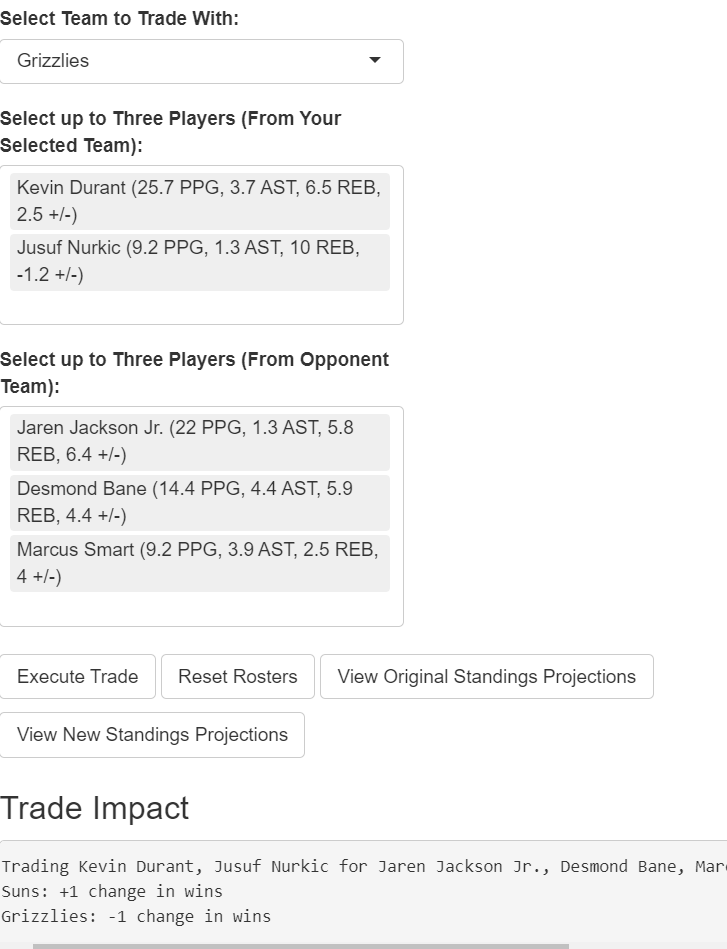 Select Team to Trade With:
Grizzlies
Select up to Three Players (From Your
Selected Team):
Kevin Durant (25.7 PPG, 3.7 AST, 6.5 REB,
2.5 +/-)
Jusuf Nurkic (9.2 PPG, 1.3 AST, 10 REB,
-1.2 +/-)
Select up to Three Players (From Opponent
Team):
Jaren Jackson Jr. (22 PPG, 1.3 AST, 5.8
REB, 6.4 +/-)
Desmond Bane (14.4 PPG, 4.4 AST, 5.9
REB, 4.4 +/-)
Marcus Smart (9.2 PPG, 3.9 AST, 2.5 REB,
4 +/-)
Execute Trade Reset Rosters View Original Standings Projections
View New Standings Projections
Trade Impact
Trading Kevin Durant, Jusuf Nurkic for Jaren Jackson Jr., Desmond Bane, Mar
Suns: +1 change in wins
Grizzlies: -1 change in wins